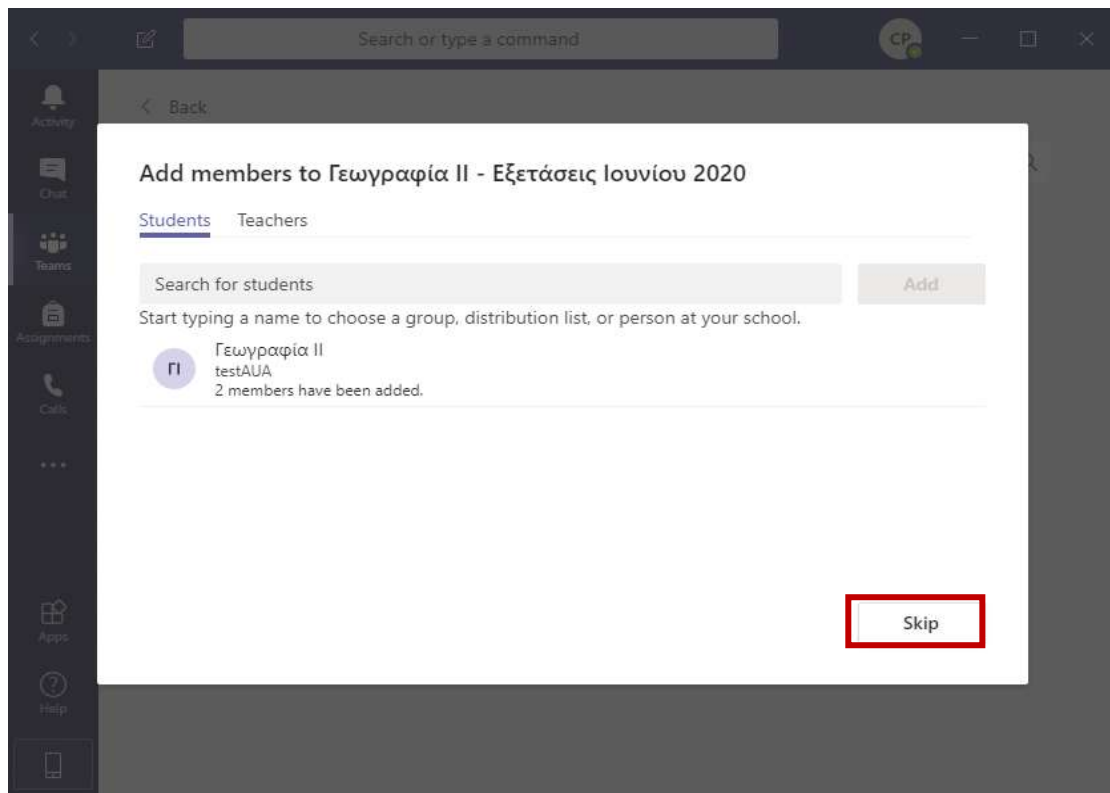 Search or type a command
CP
Activity
Back
Chat
Teams
Assignments
Calls
Apps
Help
Add members to Γεωγραφία ΙΙ - Εξετάσεις Ιουνίου 2020
Students Teachers
Search for students Add
Start typing a name to choose a group, distribution list, or person at your school.
ΓΙ
Γεωγραφία ΙΙ
testAUA
2 members have been added.
Skip